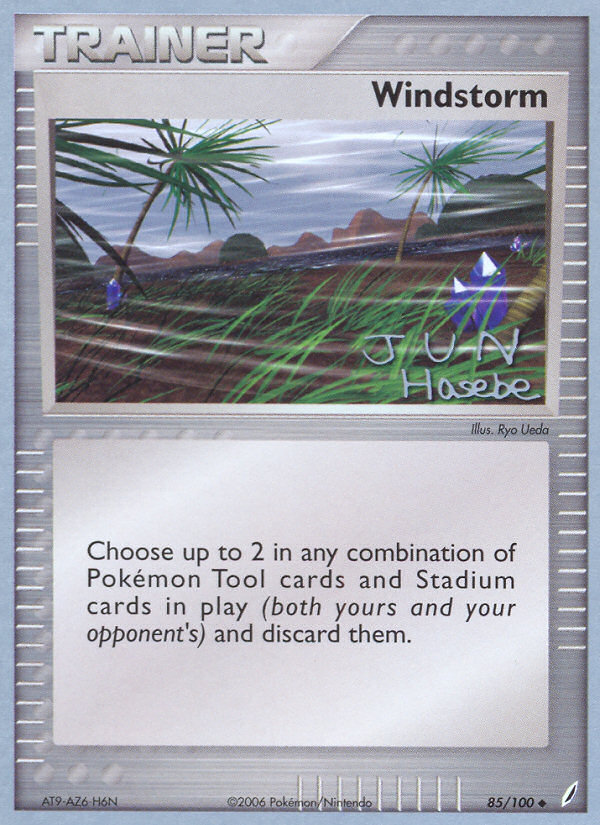 TRAINER
Windstorm
JUN
Hasebe
Illus. Ryo Ueda
Choose up to 2 in any combination of
Pokémon Tool cards and Stadium
cards in play (both yours and your
opponent's) and discard them.
AT9-AZ6 H6N
©2006 Pokémon/Nintendo
85/100